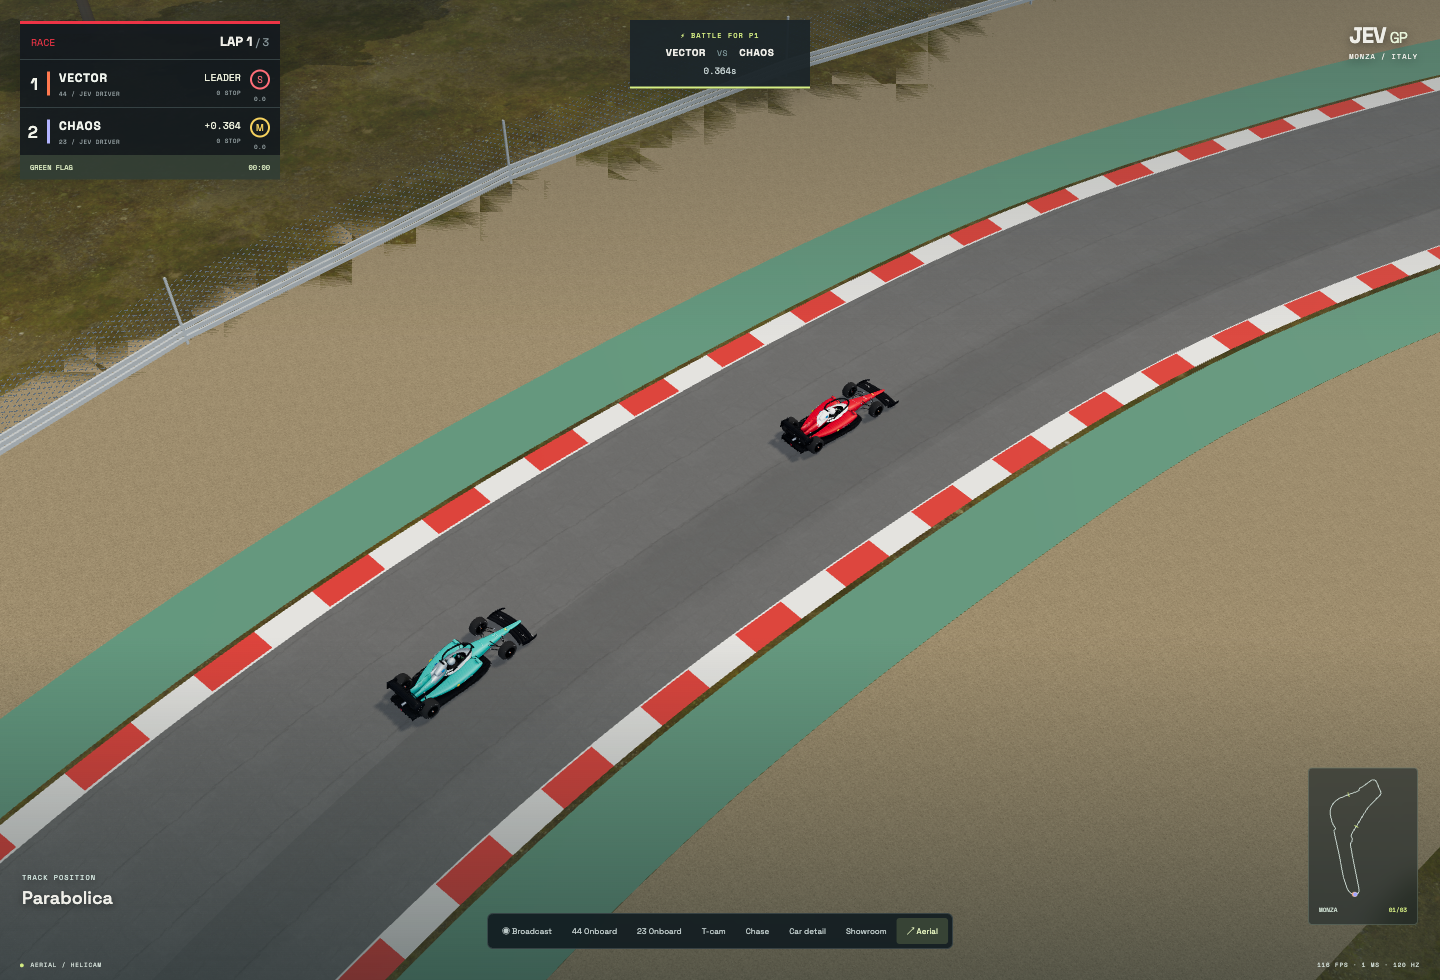 RACE
LAP 1 / 3
1 VECTOR LEADER S
44 / JEV DRIVER 0 STOP 0.0
2 CHAOS +0.364 M
23 / JEV DRIVER 0 STOP 0.0
GREEN FLAG 00:00
⚡ BATTLE FOR P1
VECTOR VS CHAOS
0.364s
JEV GP
MONZA / ITALY
TRACK POSITION
Parabolica
Broadcast 44 Onboard 23 Onboard T-cam Chase Car detail Showroom Aerial
MONZA 01/03
AERIAL / HELICAM
118 FPS · 1 MS · 120 HZ